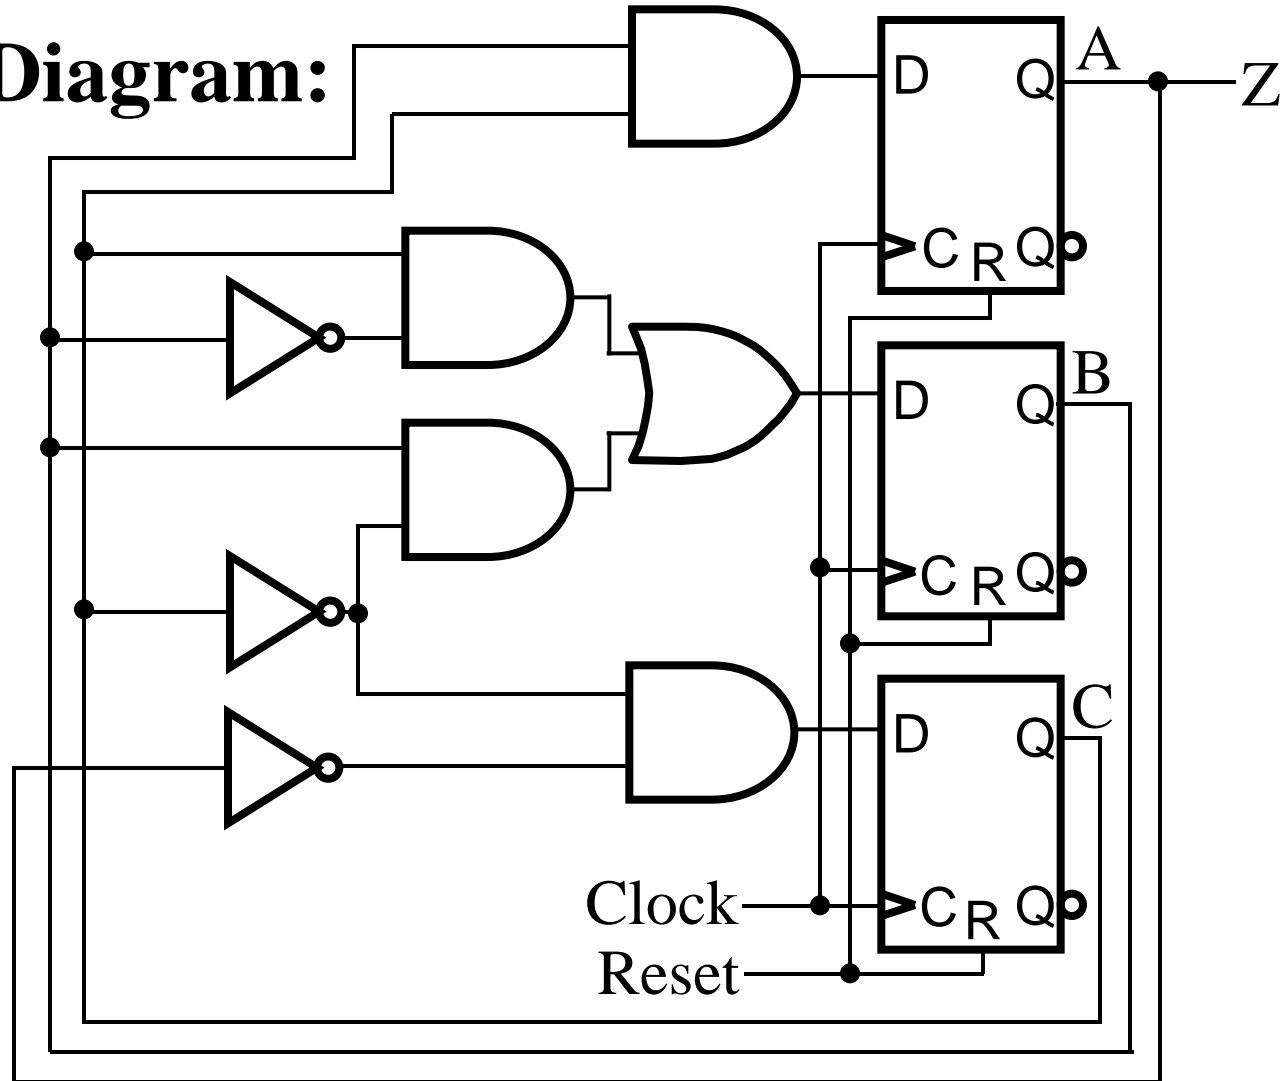 Diagram:
D Q A
Z
C R Q
D Q B
C R Q
D Q C
C R Q
Clock
Reset